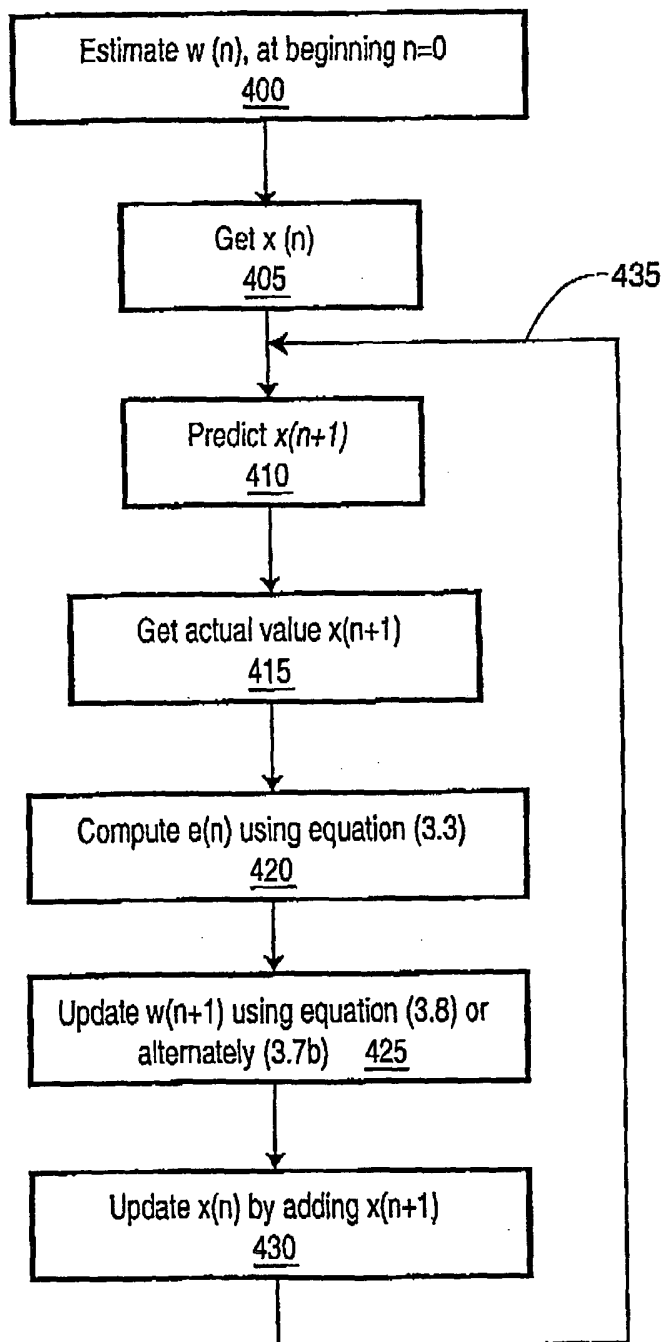 Estimate w (n), at beginning n=0
400
Get x (n)
405
435
Predict x(n+1)
410
Get actual value x(n+1)
415
Compute e(n) using equation (3.3)
420
Update w(n+1) using equation (3.8) or
alternately (3.7b) 425
Update x(n) by adding x(n+1)
430